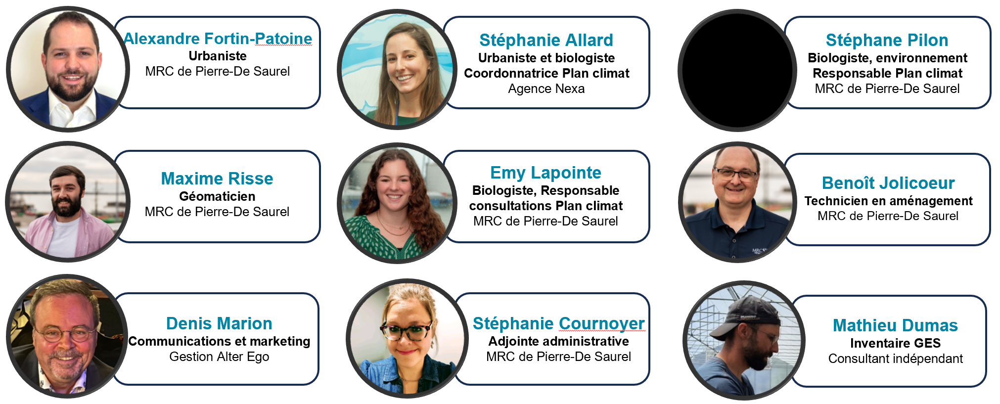 Alexandre Fortin-Patoine
Urbaniste
MRC de Pierre-De Saurel
Stéphanie Allard
Urbaniste et biologiste
Coordonnatrice Plan climat
Agence Nexa
Stéphane Pilon
Biologiste, environnement
Responsable Plan climat
MRC de Pierre-De Saurel
Maxime Risse
Géomaticien
MRC de Pierre-De Saurel
Emy Lapointe
Biologiste, Responsable
consultations Plan climat
MRC de Pierre-De Saurel
Benoît Jolicoeur
Technicien en aménagement
MRC de Pierre-De Saurel
MRC
Denis Marion
Communications et marketing
Gestion Alter Ego
Stéphanie Cournoyer
Adjointe administrative
MRC de Pierre-De Saurel
Mathieu Dumas
Inventaire GES
Consultant indépendant